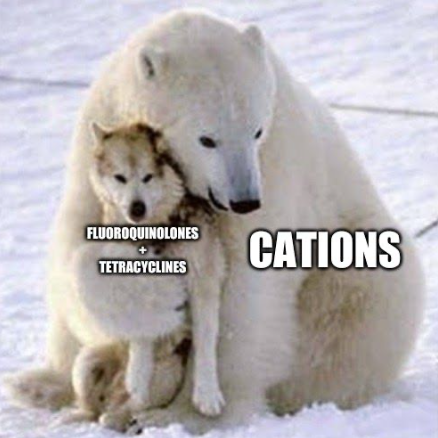 FLUOROQUINOLONES
+
TETRACYCLINES
CATIONS